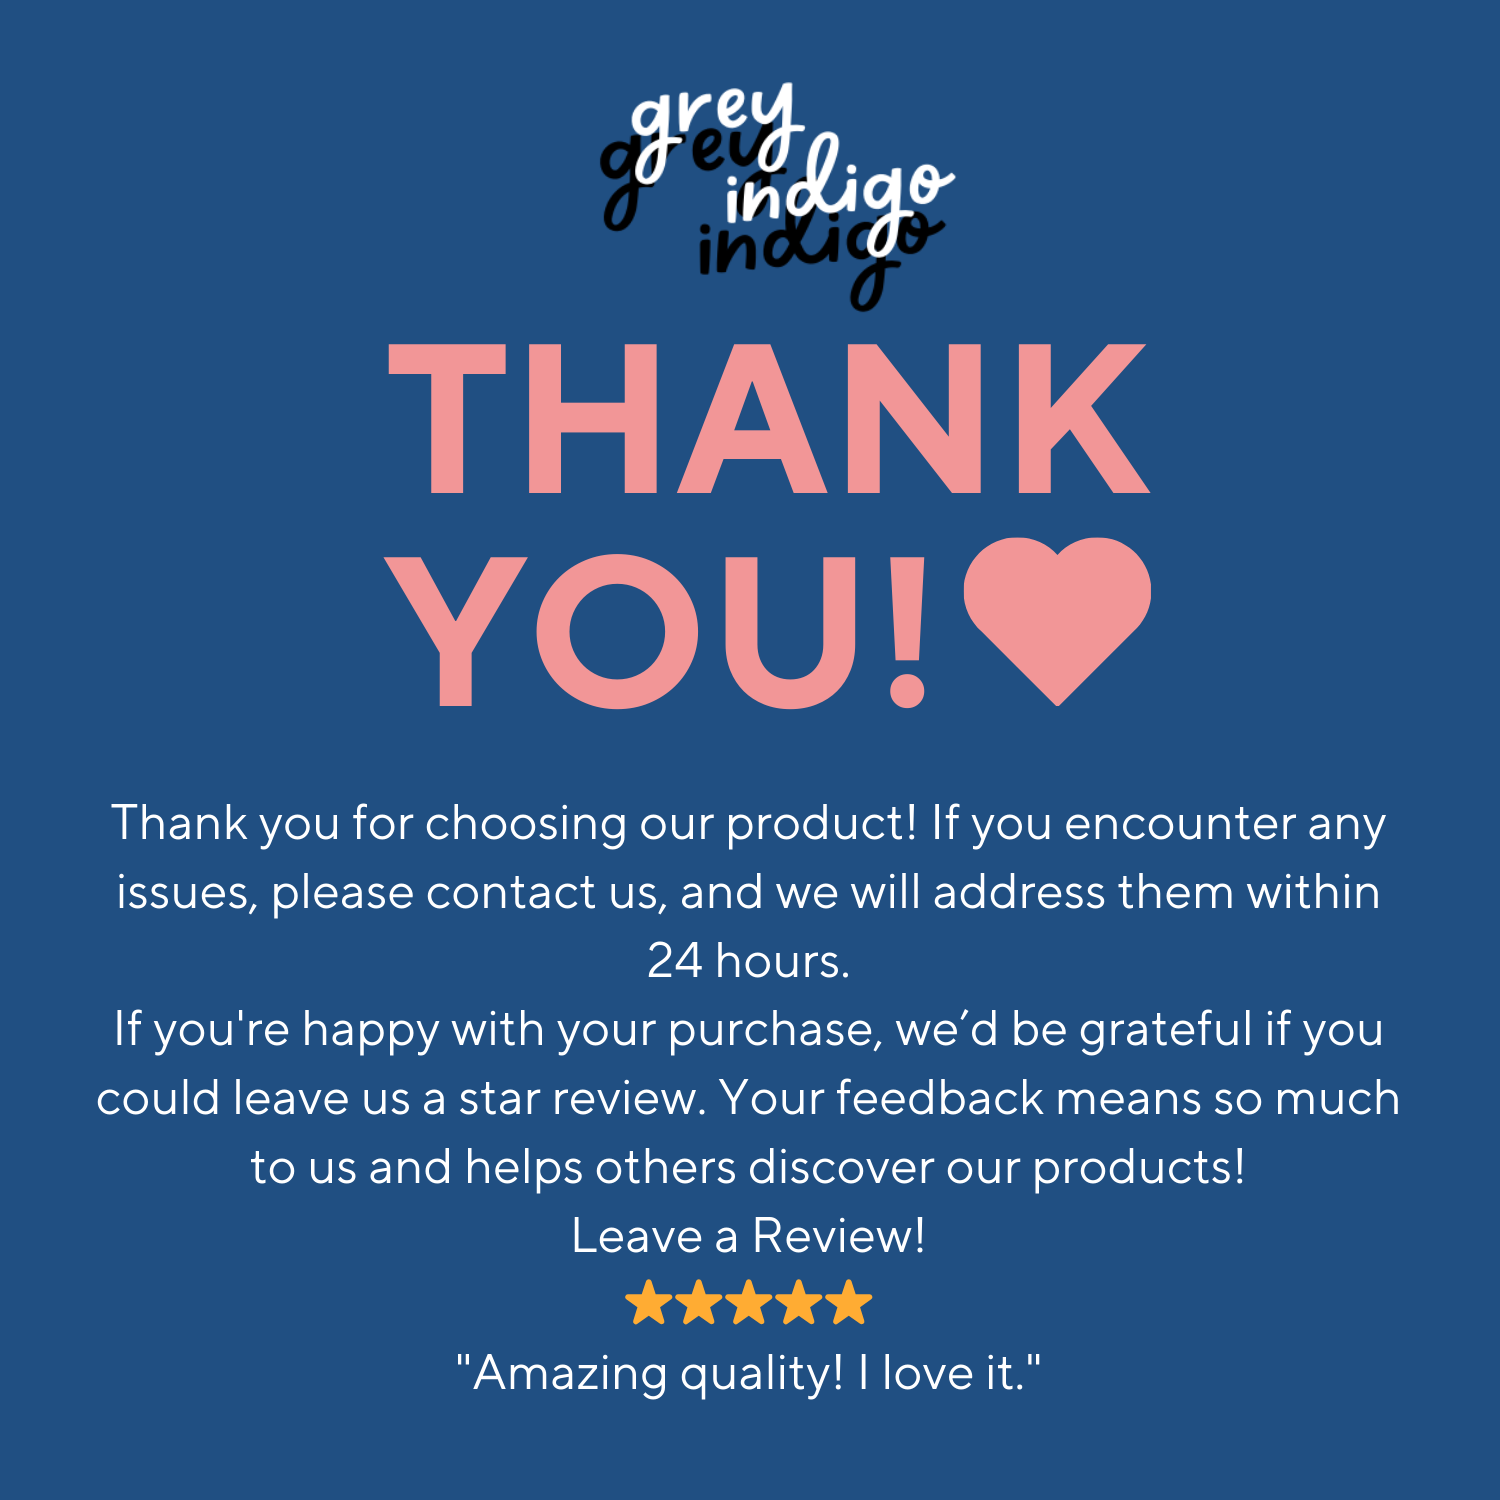 grey
indigo
THANK
YOU!
Thank you for choosing our product! If you encounter any
issues, please contact us, and we will address them within
24 hours.
If you're happy with your purchase, we’d be grateful if you
could leave us a star review. Your feedback means so much
to us and helps others discover our products!
Leave a Review!
"Amazing quality! I love it."